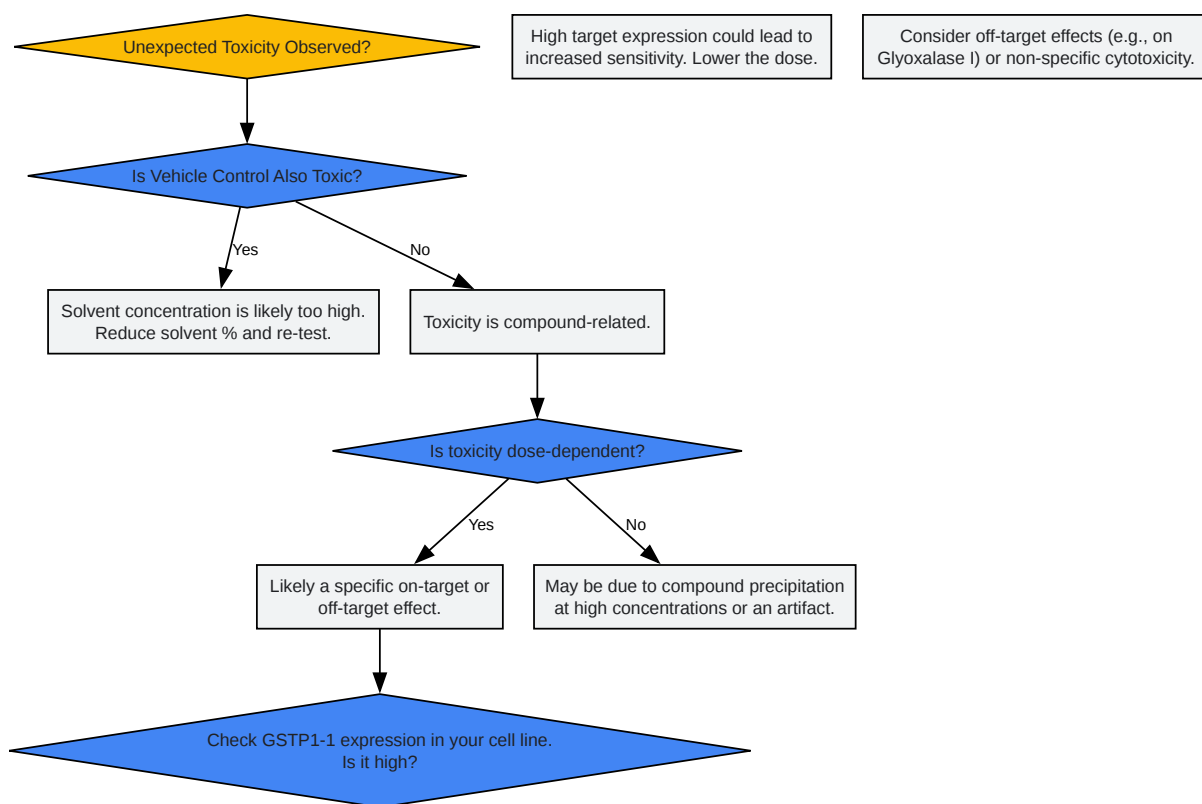 Unexpected Toxicity Observed?
High target expression could lead to
increased sensitivity. Lower the dose.
Consider off-target effects (e.g., on
Glyoxalase I) or non-specific cytotoxicity.
Is Vehicle Control Also Toxic?
Yes
No
Solvent concentration is likely too high.
Reduce solvent % and re-test.
Toxicity is compound-related.
Is toxicity dose-dependent?
Yes
No
Likely a specific on-target or
off-target effect.
May be due to compound precipitation
at high concentrations or an artifact.
Check GSTP1-1 expression in your cell line.
Is it high?